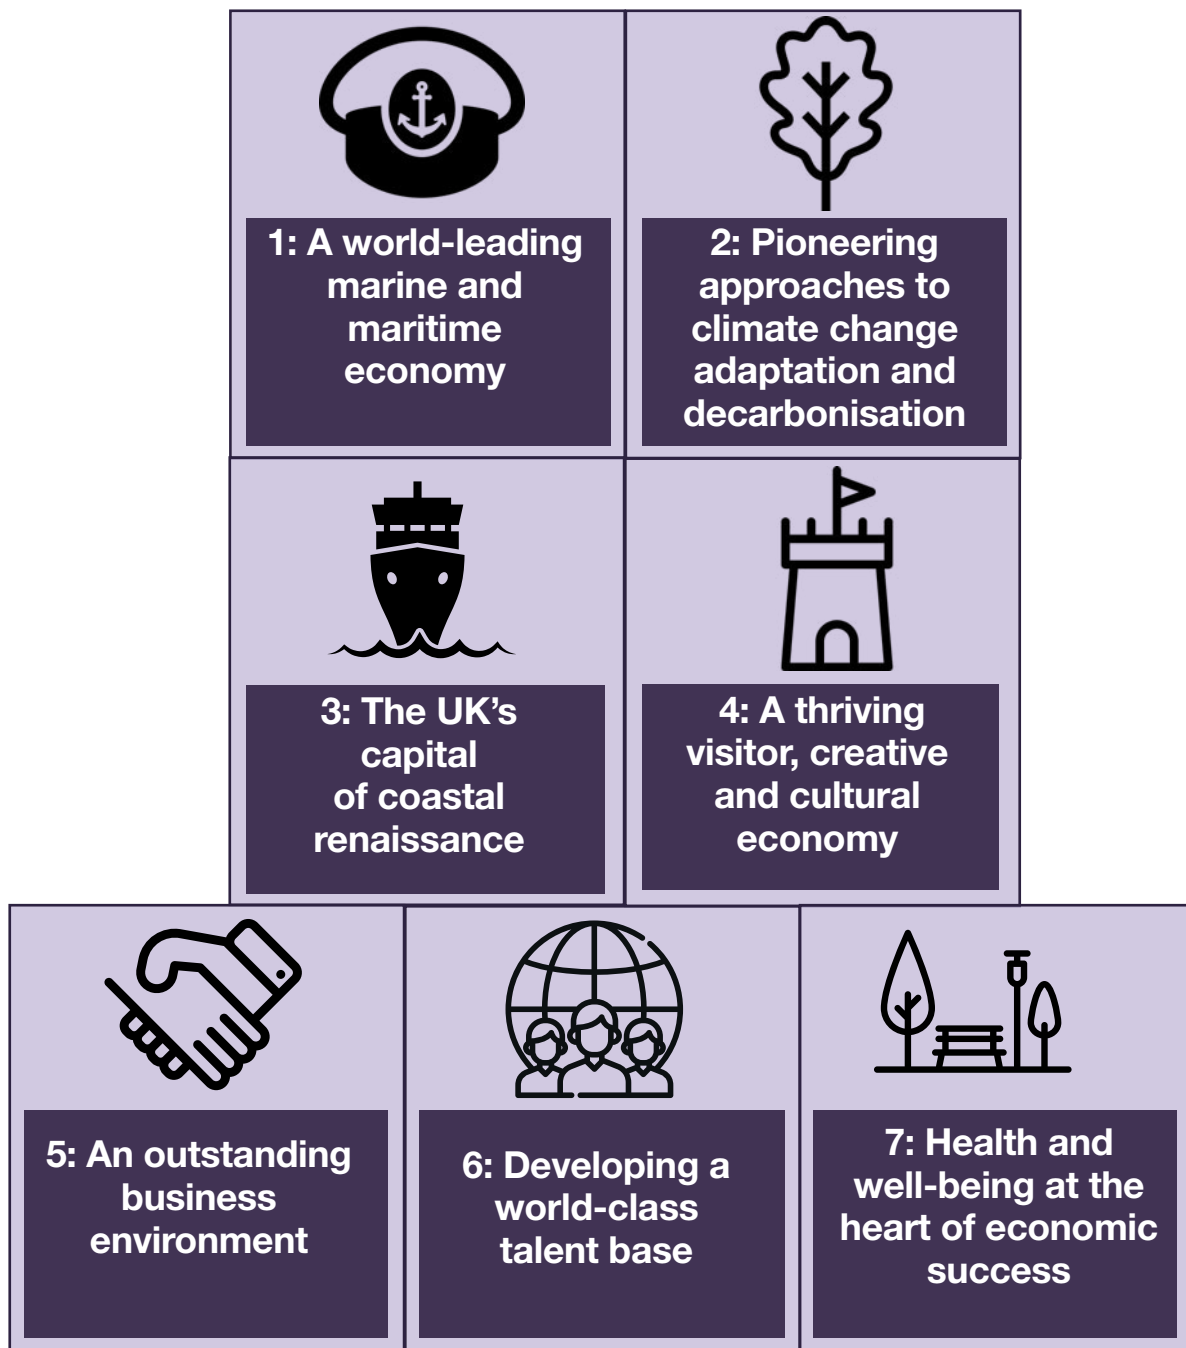 1: A world-leading
marine and
maritime
economy
2: Pioneering
approaches to
climate change
adaptation and
decarbonisation
3: The UK’s
capital
of coastal
renaissance
4: A thriving
visitor, creative
and cultural
economy
5: An outstanding
business
environment
6: Developing a
world-class
talent base
7: Health and
well-being at the
heart of economic
success